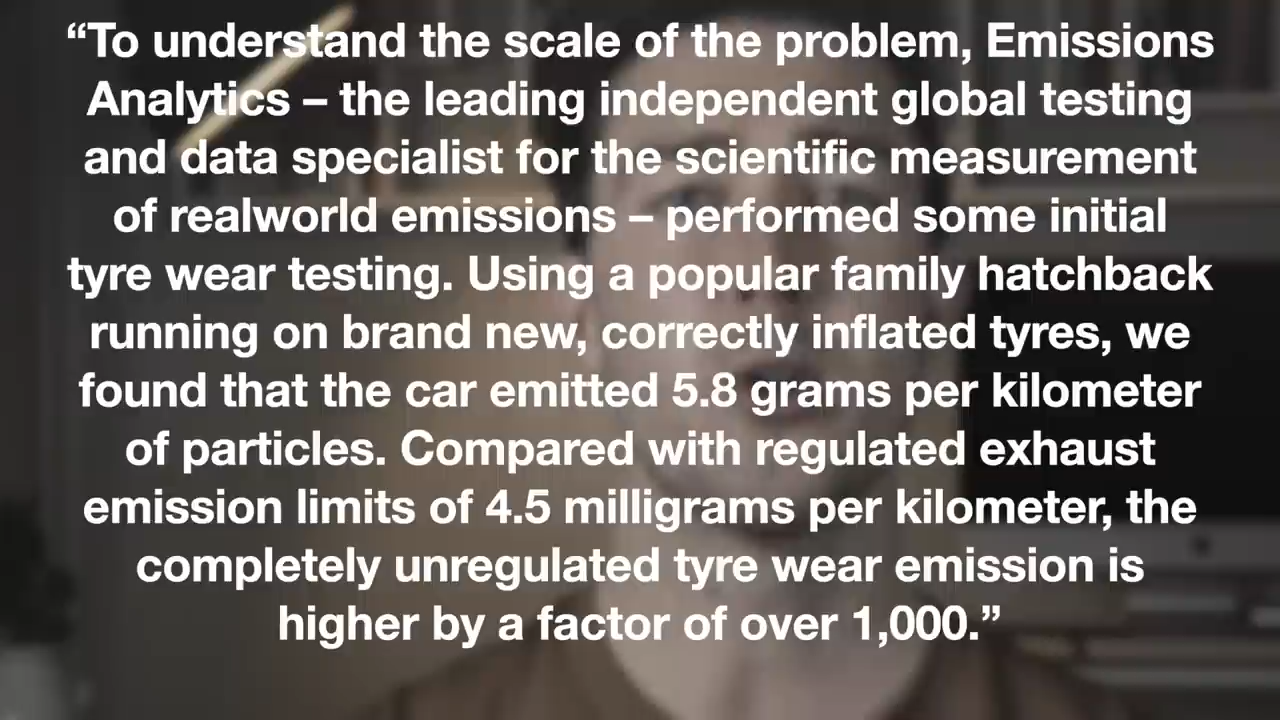 “To understand the scale of the problem, Emissions
Analytics – the leading independent global testing
and data specialist for the scientific measurement
of realworld emissions – performed some initial
tyre wear testing. Using a popular family hatchback
running on brand new, correctly inflated tyres, we
found that the car emitted 5.8 grams per kilometer
of particles. Compared with regulated exhaust
emission limits of 4.5 milligrams per kilometer, the
completely unregulated tyre wear emission is
higher by a factor of over 1,000.”